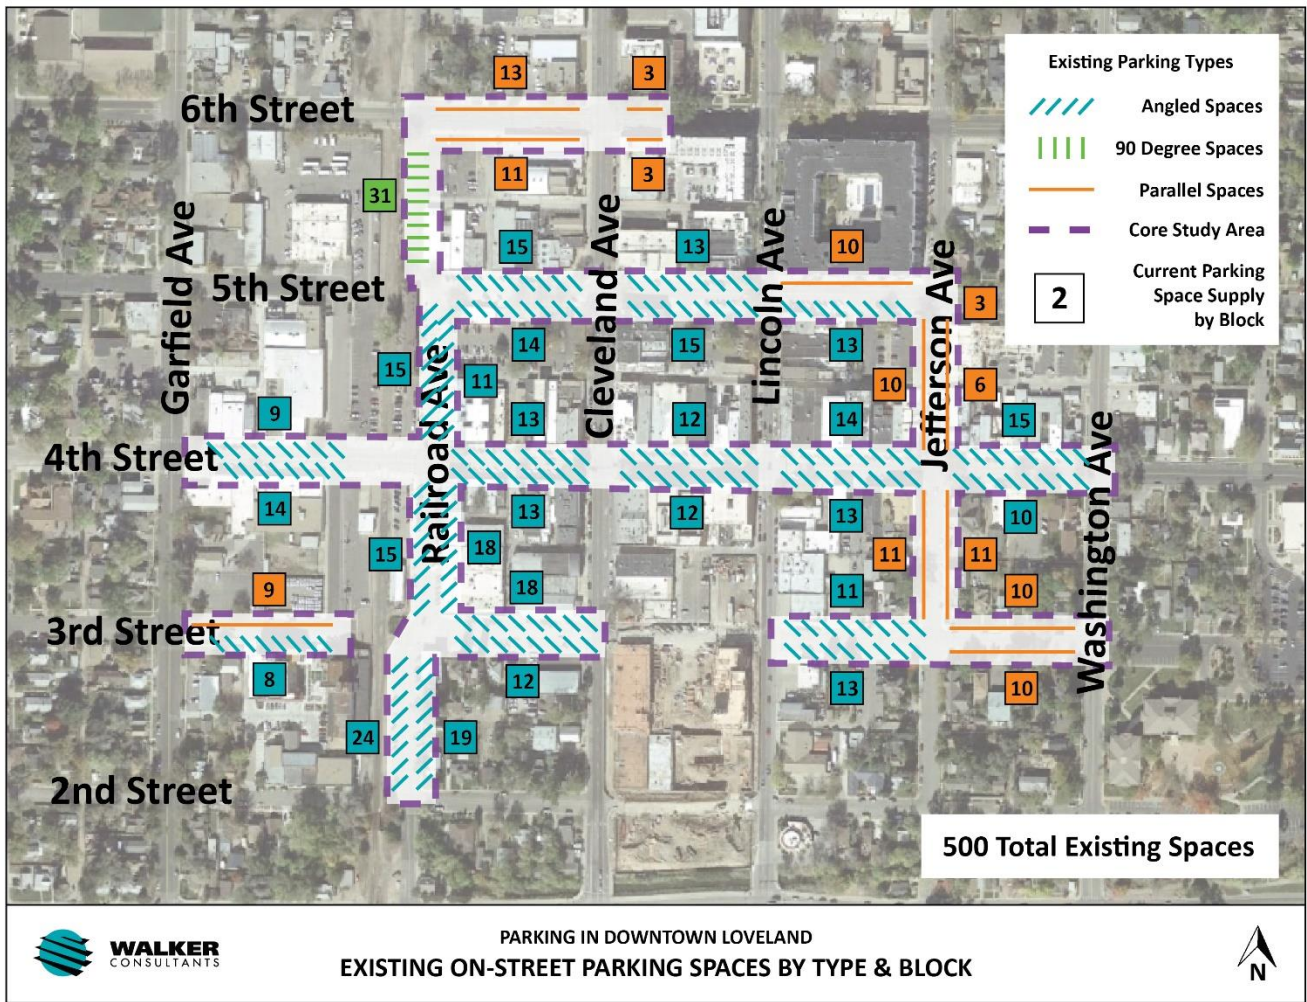 13
3
6th Street
11
3
31
Existing Parking Types
Angled Spaces
90 Degree Spaces
Parallel Spaces
Core Study Area
2
Current Parking
Space Supply
by Block
Garfield Ave
Cleveland Ave
Lincoln Ave
Jefferson Ave
15
13
10
5th Street
3
14
15
13
15
11
10
6
9
13
12
14
15
Railroad Ave
Washington Ave
4th Street
14
13
12
13
10
15
18
11
11
9
18
11
10
3rd Street
8
12
13
10
24
19
2nd Street
500 Total Existing Spaces
WALKER
CONSULTANTS
PARKING IN DOWNTOWN LOVELAND
EXISTING ON-STREET PARKING SPACES BY TYPE & BLOCK
N